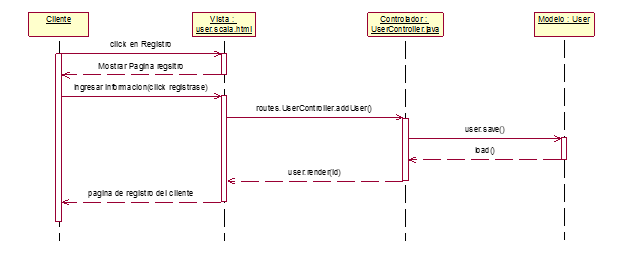 Cliente
Vista :
user.scala.html
Controlador :
UserController.java
Modelo : User
click en Registro
Mostrar Pagina regsitro
ingresar informacion(click registrase)
routes.UserController.addUser()
user.save()
load()
user.render(id)
pagina de registro del cliente